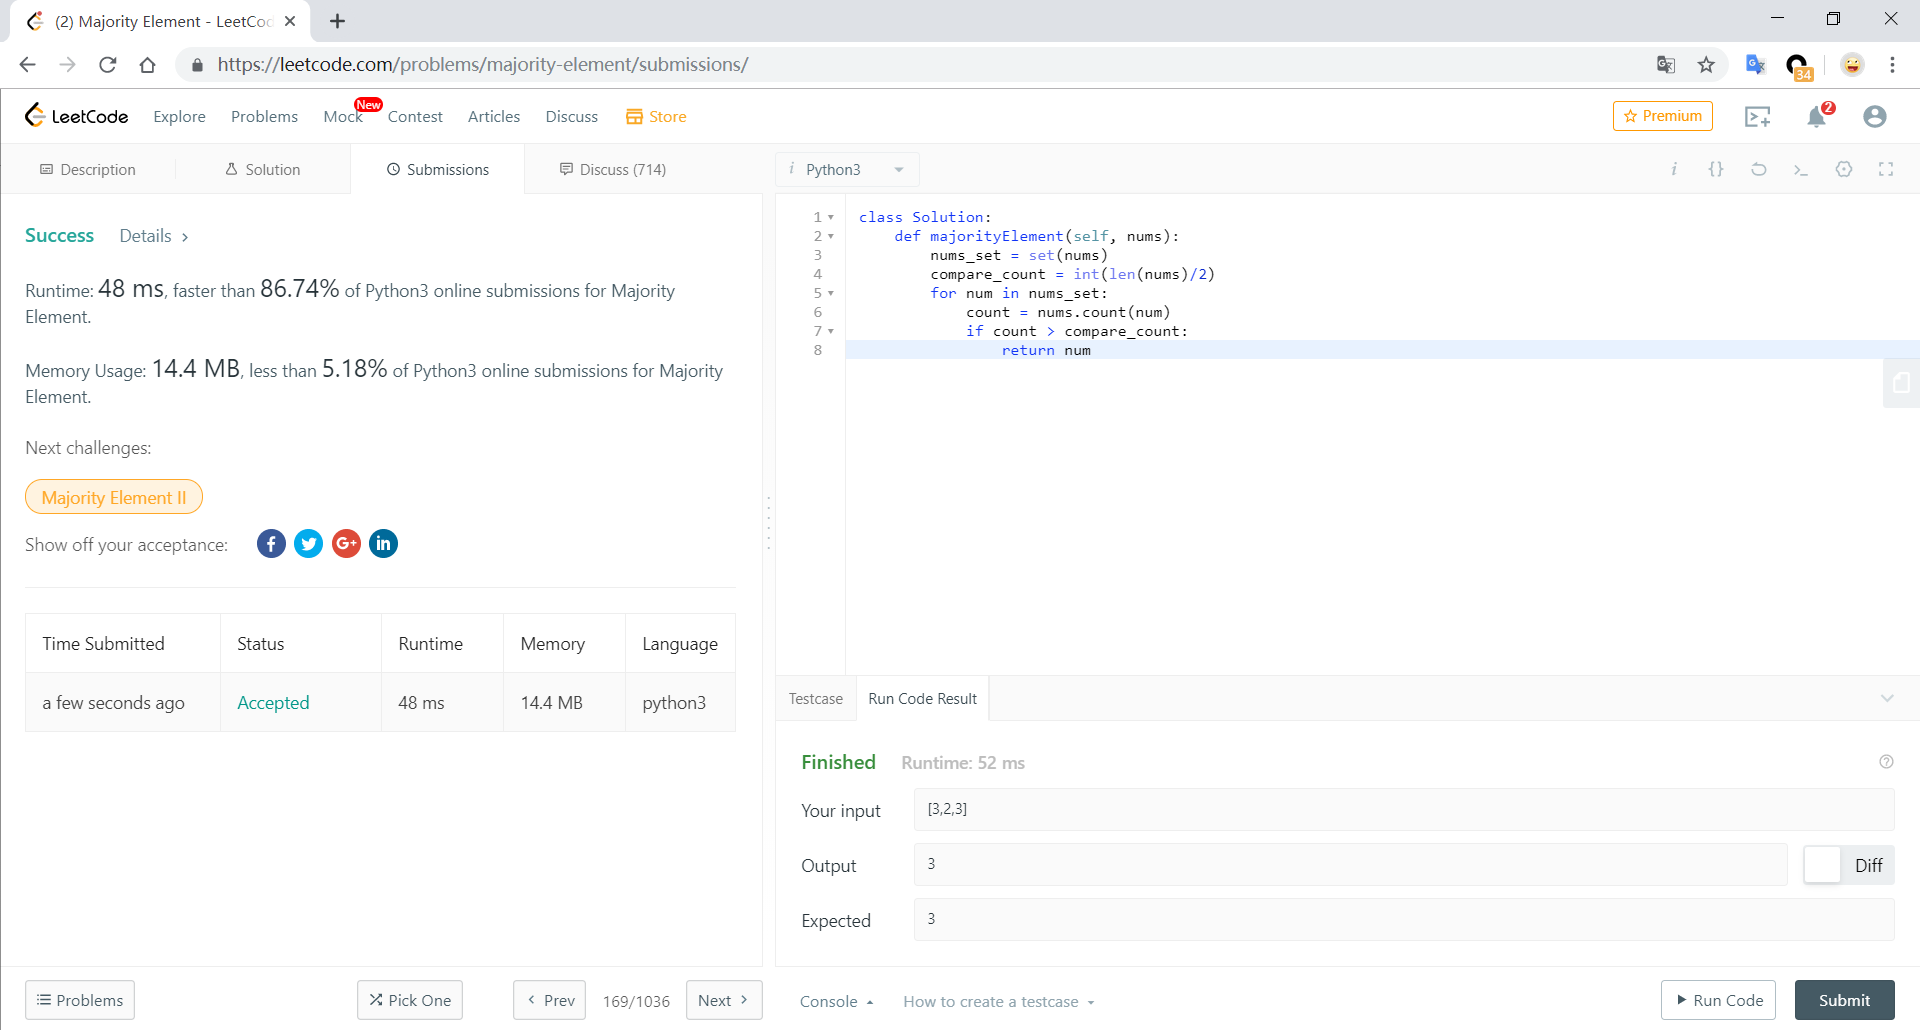 (2) Majority Element - LeetCod
https://leetcode.com/problems/majority-element/submissions/
34
LeetCode Explore Problems Mock New Contest Articles Discuss Store Premium 2
Description Solution Submissions Discuss (714)
i Python3
Success Details >
Runtime: 48 ms, faster than 86.74% of Python3 online submissions for Majority
Element.
Memory Usage: 14.4 MB, less than 5.18% of Python3 online submissions for Majority
Element.
Next challenges:
Majority Element II
Show off your acceptance: f G+ in
Time Submitted Status Runtime Memory Language
a few seconds ago Accepted 48 ms 14.4 MB python3
i {} >_
1 class Solution:
2     def majorityElement(self, nums):
3         nums_set = set(nums)
4         compare_count = int(len(nums)/2)
5         for num in nums_set:
6             count = nums.count(num)
7             if count > compare_count:
8                 return num
Testcase Run Code Result
Finished Runtime: 52 ms
Your input [3,2,3]
Output 3 Diff
Expected 3
Problems Pick One < Prev 169/1036 Next > Console How to create a testcase Run Code Submit